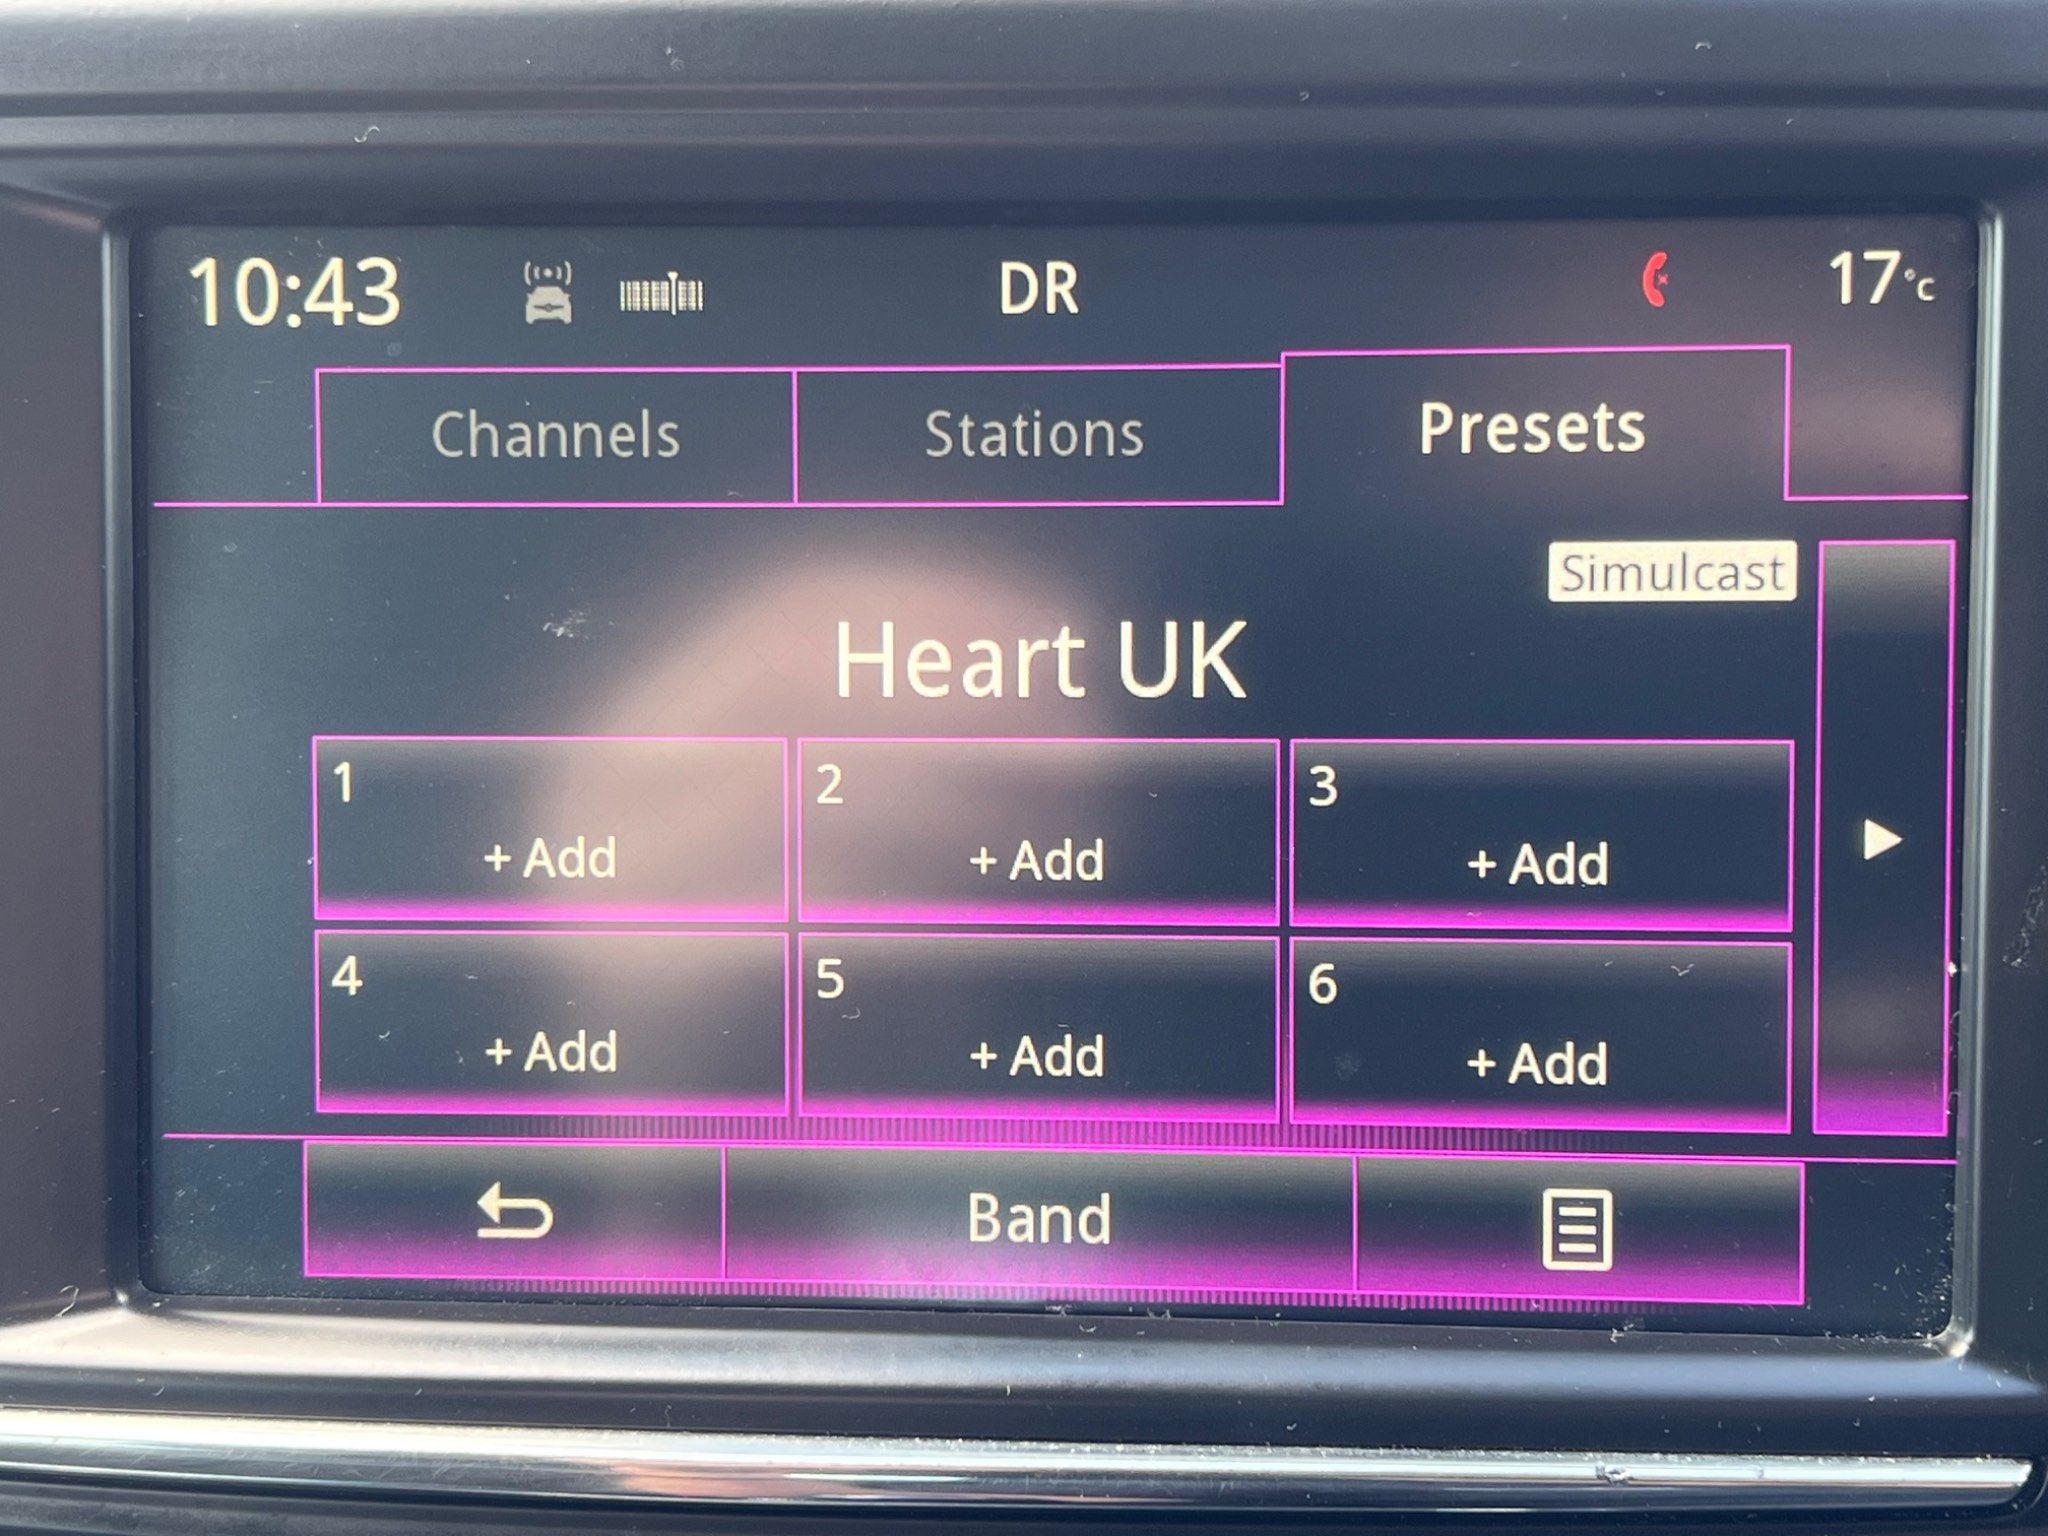 10:43 DR 17°C
Channels Stations Presets
Simulcast
Heart UK
1 2 3
+ Add + Add + Add
4 5 6
+ Add + Add + Add
Band